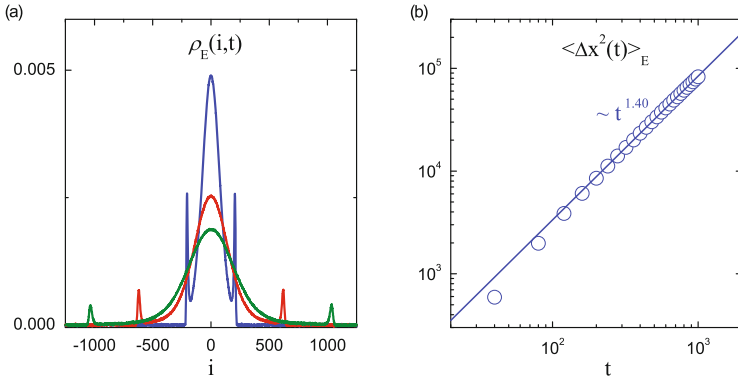 (a)
ρ_E(i,t)
0.005
0.000
-1000 -500 0 500 1000
i
(b)
<Δx²(t)>_E
~ t^1.40
10^5
10^4
10^3
10^2 10^3
t